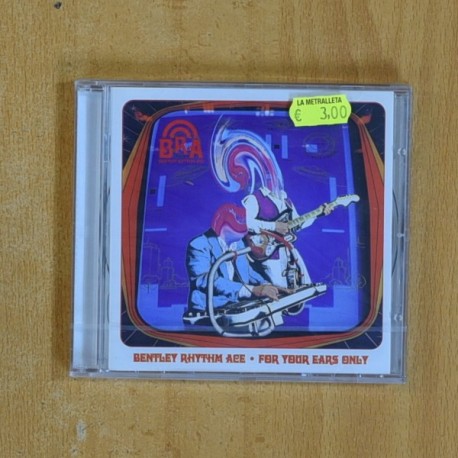 LA METRALLETA
€ 3,00
BRA
BENTLEY RHYTHM ACE • FOR YOUR EARS ONLY